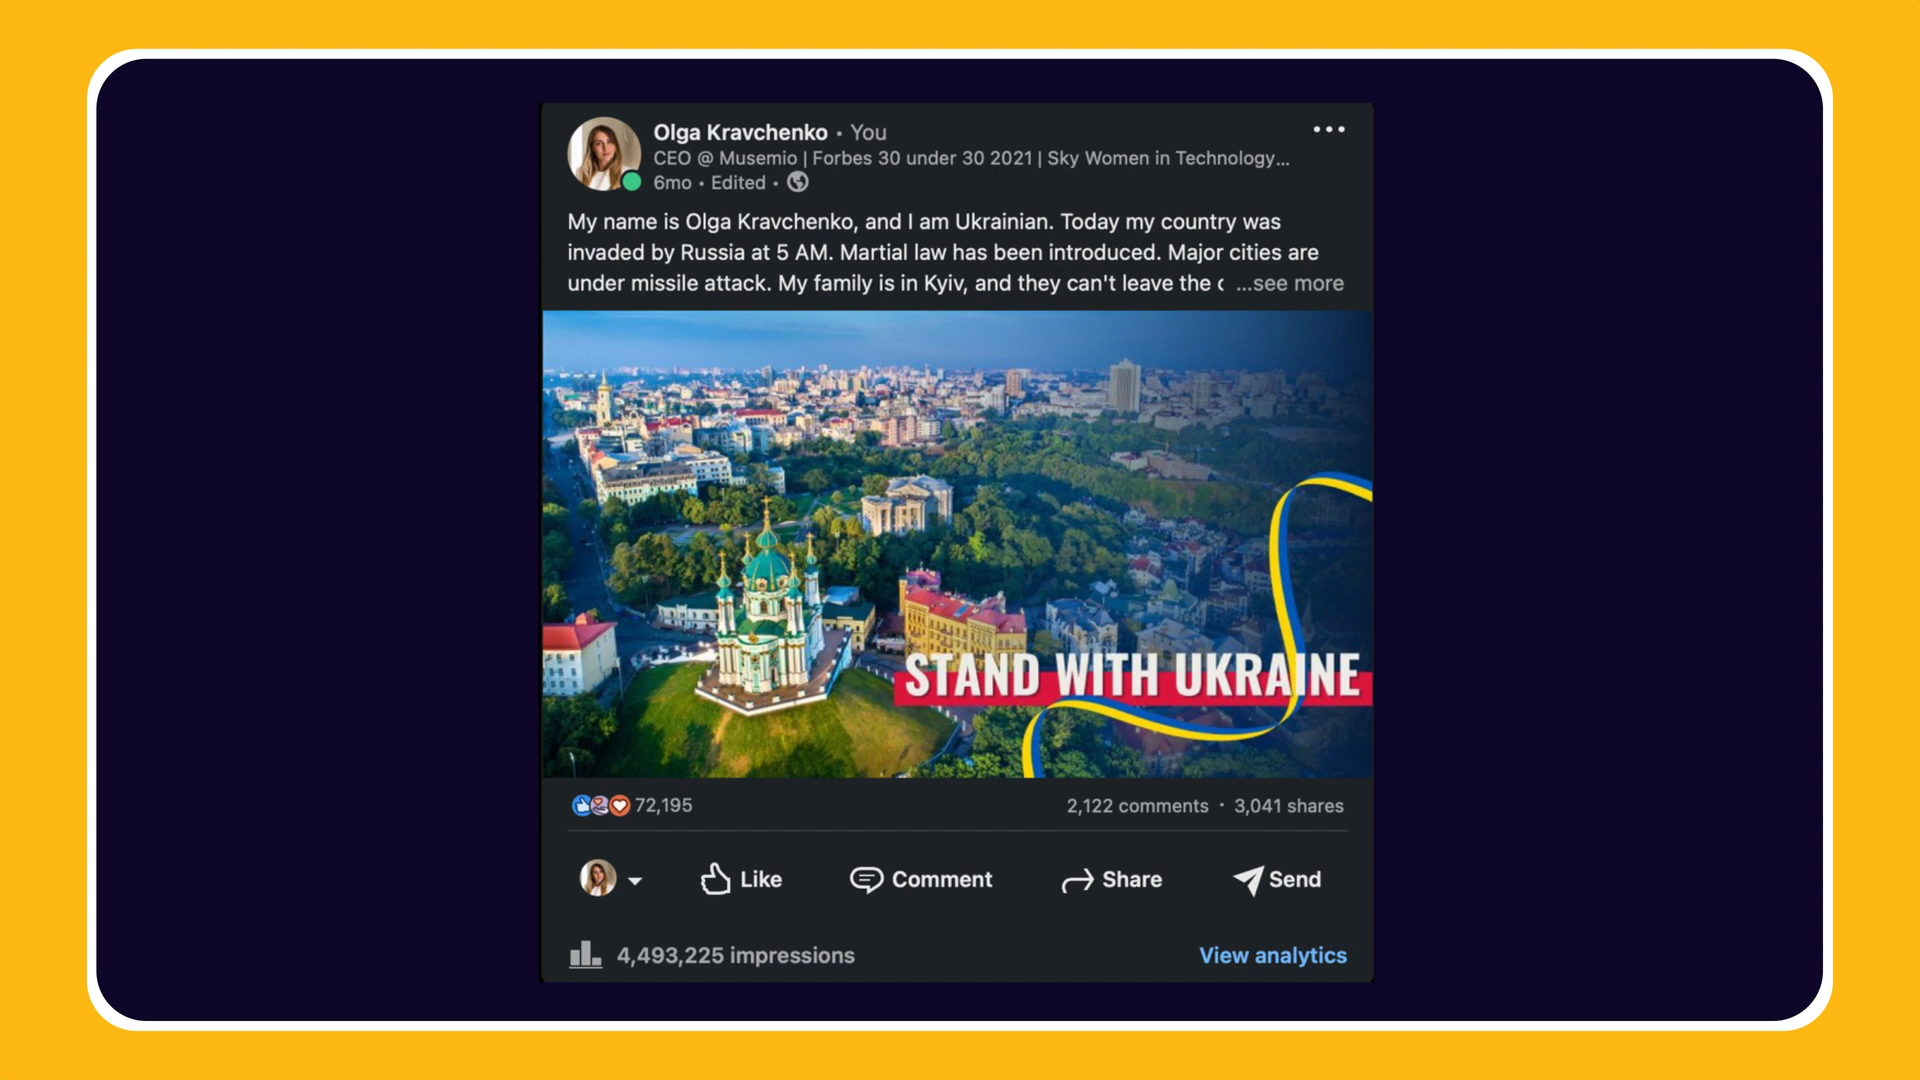 Olga Kravchenko • You
CEO @ Musemio | Forbes 30 under 30 2021 | Sky Women in Technology...
6mo • Edited •
My name is Olga Kravchenko, and I am Ukrainian. Today my country was
invaded by Russia at 5 AM. Martial law has been introduced. Major cities are
under missile attack. My family is in Kyiv, and they can't leave the ...see more
STAND WITH UKRAINE
72,195
2,122 comments · 3,041 shares
Like
Comment
Share
Send
4,493,225 impressions
View analytics